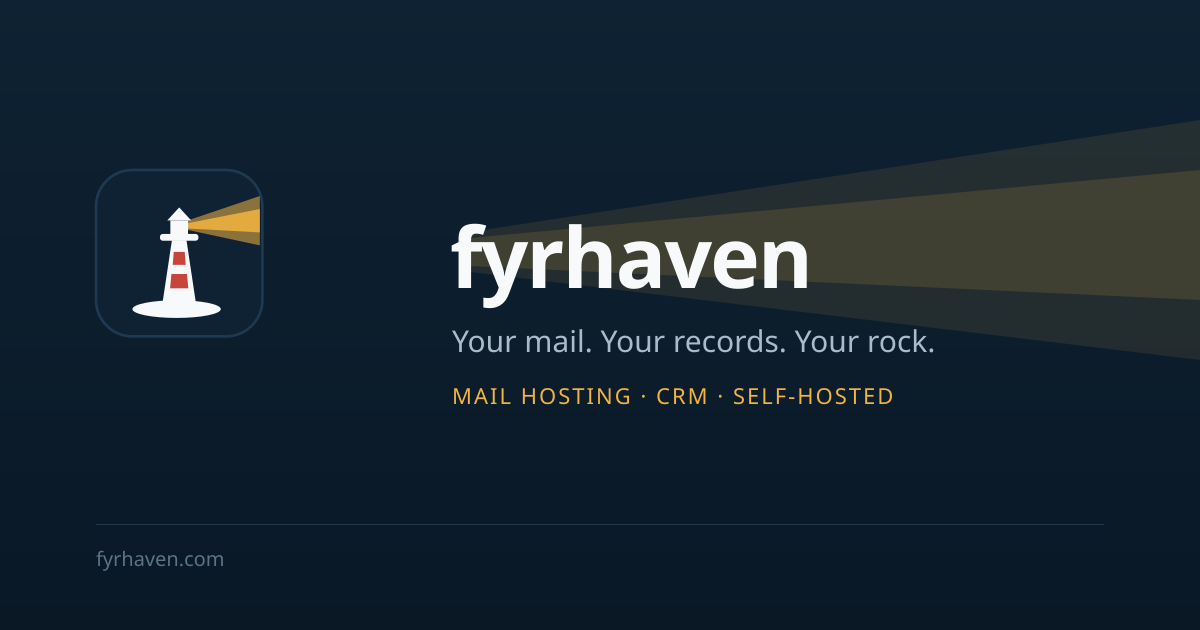 fyrhaven
Your mail. Your records. Your rock.
MAIL HOSTING · CRM · SELF-HOSTED
fyrhaven.com